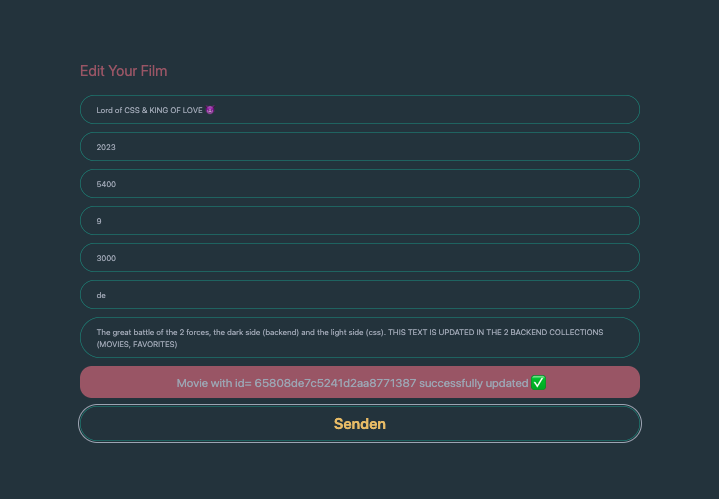 Edit Your Film
Lord of CSS & KING OF LOVE 😈
2023
5400
9
3000
de
The great battle of the 2 forces, the dark side (backend) and the light side (css). THIS TEXT IS UPDATED IN THE 2 BACKEND COLLECTIONS
(MOVIES, FAVORITES)
Movie with id= 65808de7c5241d2aa8771387 successfully updated ✅
Senden